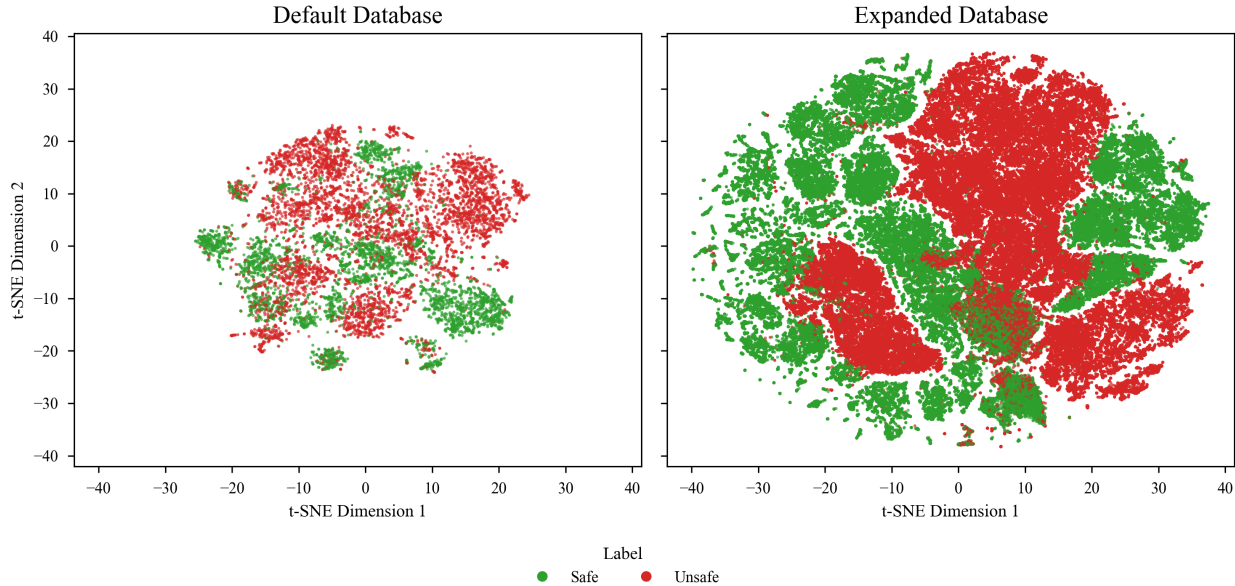 Default Database
Expanded Database
40
30
20
10
0
−10
−20
−30
−40
t-SNE Dimension 2
−40 −30 −20 −10 0 10 20 30 40
−40 −30 −20 −10 0 10 20 30 40
t-SNE Dimension 1
t-SNE Dimension 1
Label
Safe Unsafe